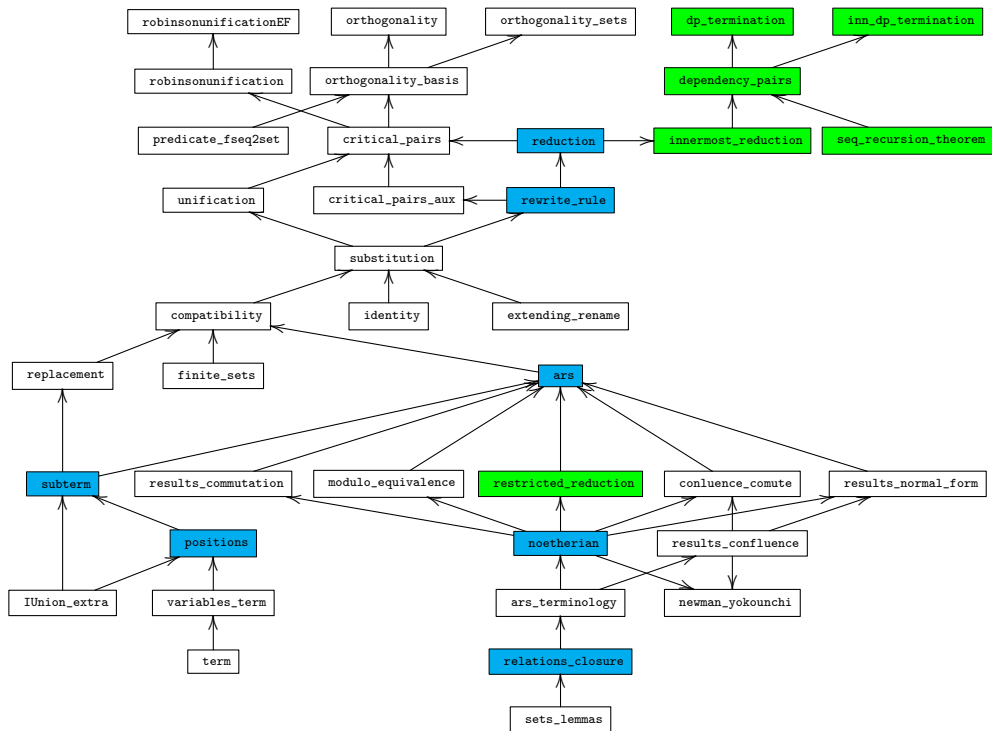 robinsonunificationEF
orthogonality
orthogonality_sets
dp_termination
inn_dp_termination
robinsonunification
orthogonality_basis
dependency_pairs
predicate_fseq2set
critical_pairs
reduction
innermost_reduction
seq_recursion_theorem
unification
critical_pairs_aux
rewrite_rule
substitution
compatibility
identity
extending_rename
replacement
finite_sets
ars
subterm
results_commutation
modulo_equivalence
restricted_reduction
conluence_comute
results_normal_form
positions
noetherian
results_confluence
IUnion_extra
variables_term
ars_terminology
newman_yokounchi
term
relations_closure
sets_lemmas